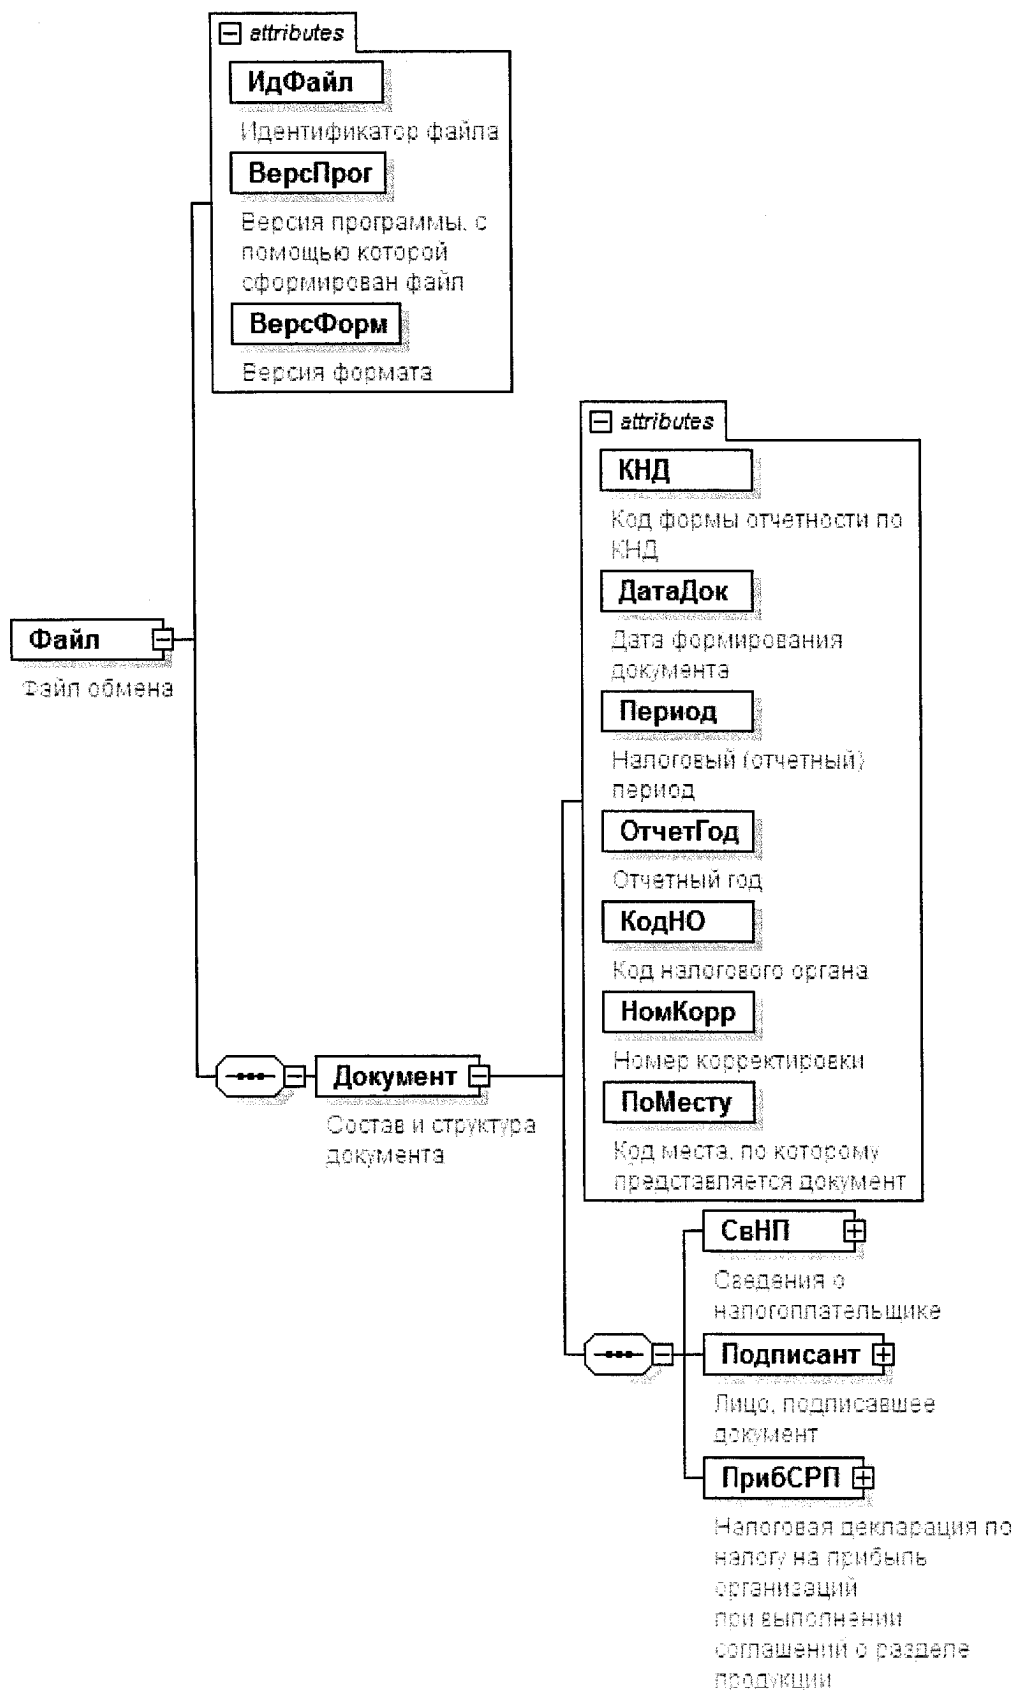 attributes
ИдФайл
Идентификатор файла
ВерсПрог
Версия программы, с
помощью которой
сформирован файл
ВерсФорм
Версия формата
attributes
КНД
Код формы отчетности по
КНД
ДатаДок
Дата формирования
документа
Файл
Файл обмена
Период
Налоговый (отчетный)
период
ОтчетГод
Отчетный год
КодНО
Код налогового органа
НомКорр
Номер корректировки
Документ
Состав и структура
документа
ПоМесту
Код места, по которому
представляется документ
СвНП
Сведения о
налогоплательщике
Подписант
Лицо, подписавшее
документ
ПрибСРП
Налоговая декларация по
налогу на прибыль
организаций
при выполнении
соглашений о разделе
продукции